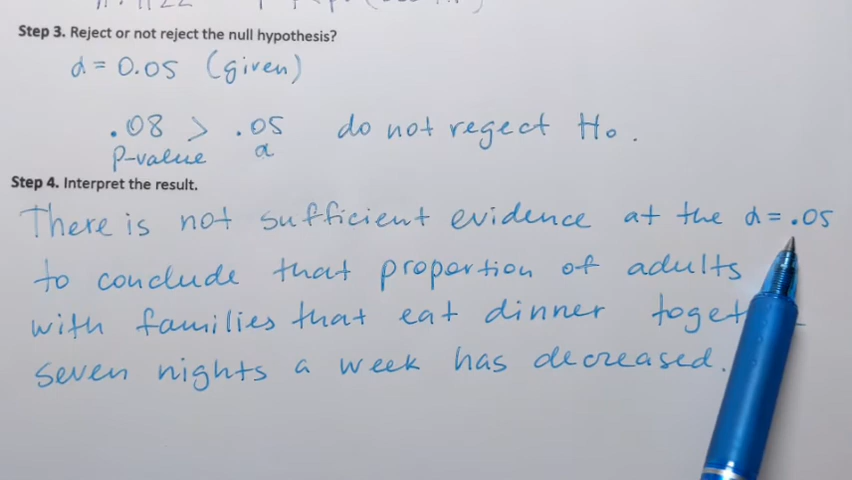 Step 3. Reject or not reject the null hypothesis?
α = 0.05 (given)
.08 > .05 do not regect Ho.
P-value α
Step 4. Interpret the result.
There is not sufficient evidence at the α = .05
to conclude that proportion of adults
with families that eat dinner
seven nights a week has decreased.